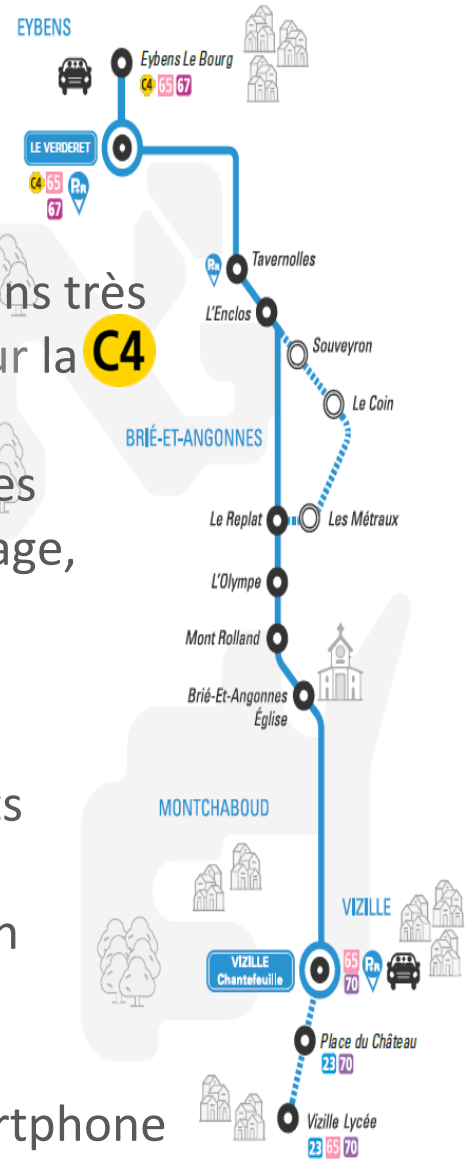 EYBENS
Eybens Le Bourg
C4 65 67
LE VERDERET
C4 65 P+R
67
Tavernolles
P+R
ns très
L'Enclos
Souveyron
ur la C4
Le Coin
BRIÉ-ET-ANGONNES
es
Le Replat
Les Métraux
age,
L'Olympe
Mont Rolland
Brié-Et-Angonnes
Église
ts
MONTCHABOUD
VIZILLE
n
VIZILLE
Chantefeuille
65 P+R
70
Place du Château
23 70
rtphone
Vizille Lycée
23 65 70